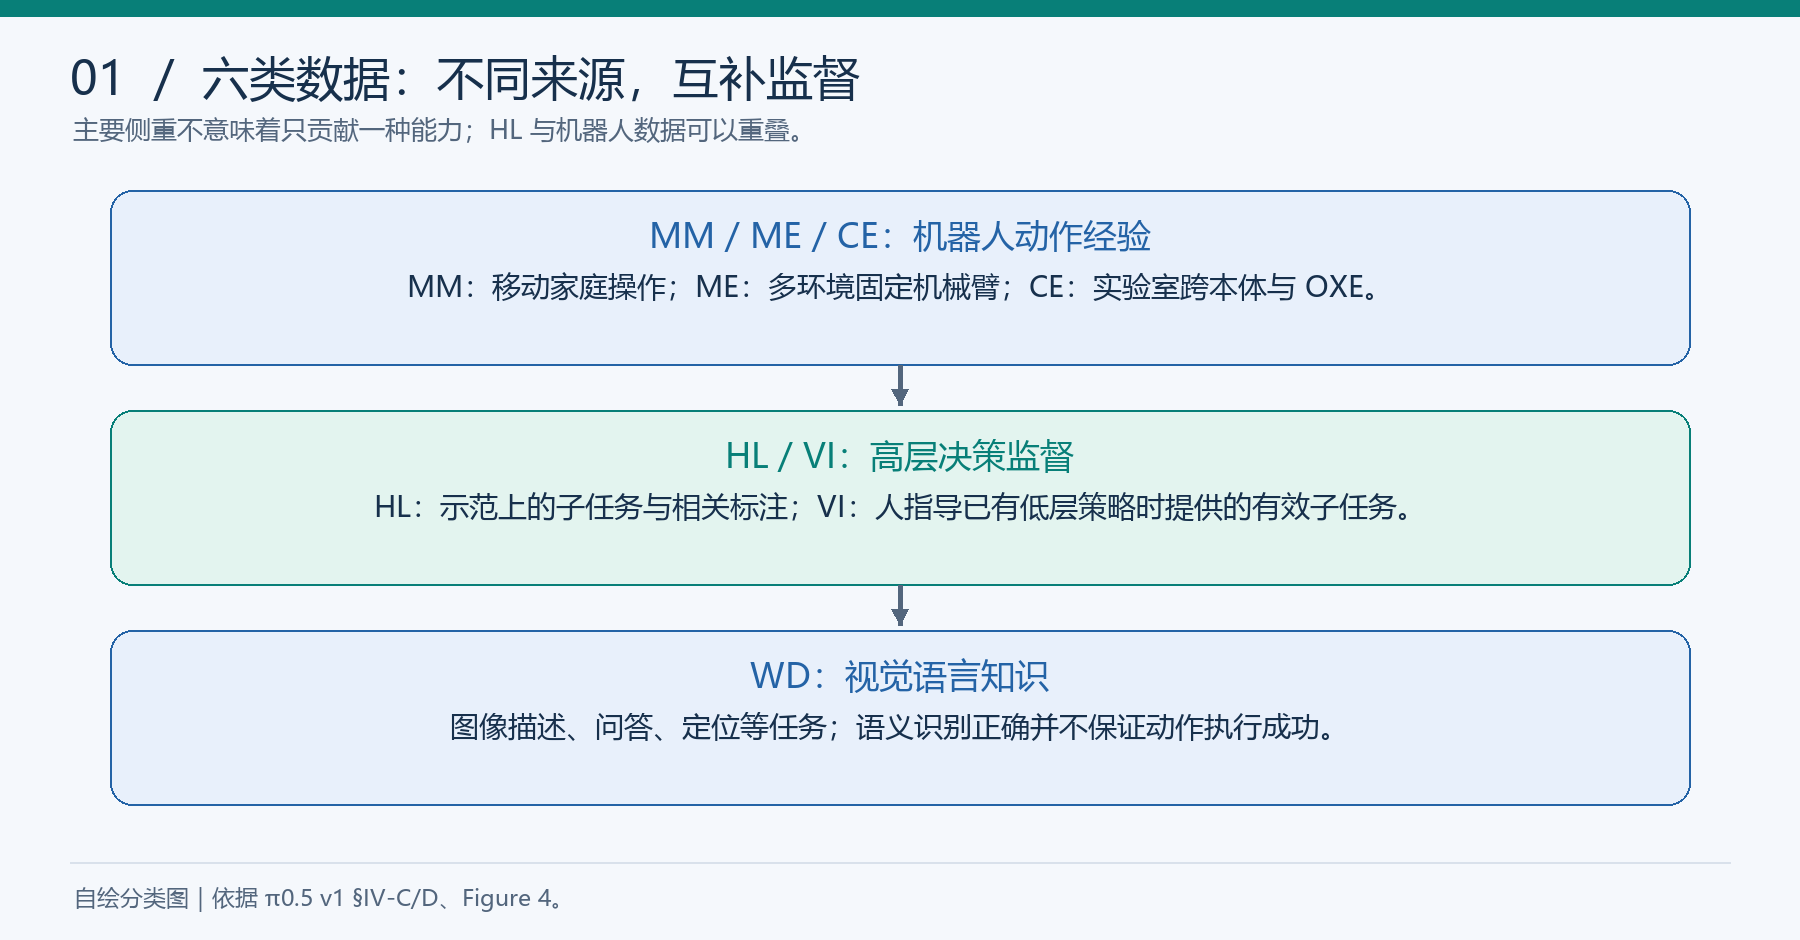 01 / 六类数据：不同来源，互补监督
主要侧重不意味着只贡献一种能力；HL 与机器人数据可以重叠。
MM / ME / CE：机器人动作经验
MM：移动家庭操作；ME：多环境固定机械臂；CE：实验室跨本体与 OXE。
HL / VI：高层决策监督
HL：示范上的子任务与相关标注；VI：人指导已有低层策略时提供的有效子任务。
WD：视觉语言知识
图像描述、问答、定位等任务；语义识别正确并不保证动作执行成功。
自绘分类图｜依据 π0.5 v1 §IV-C/D、Figure 4。